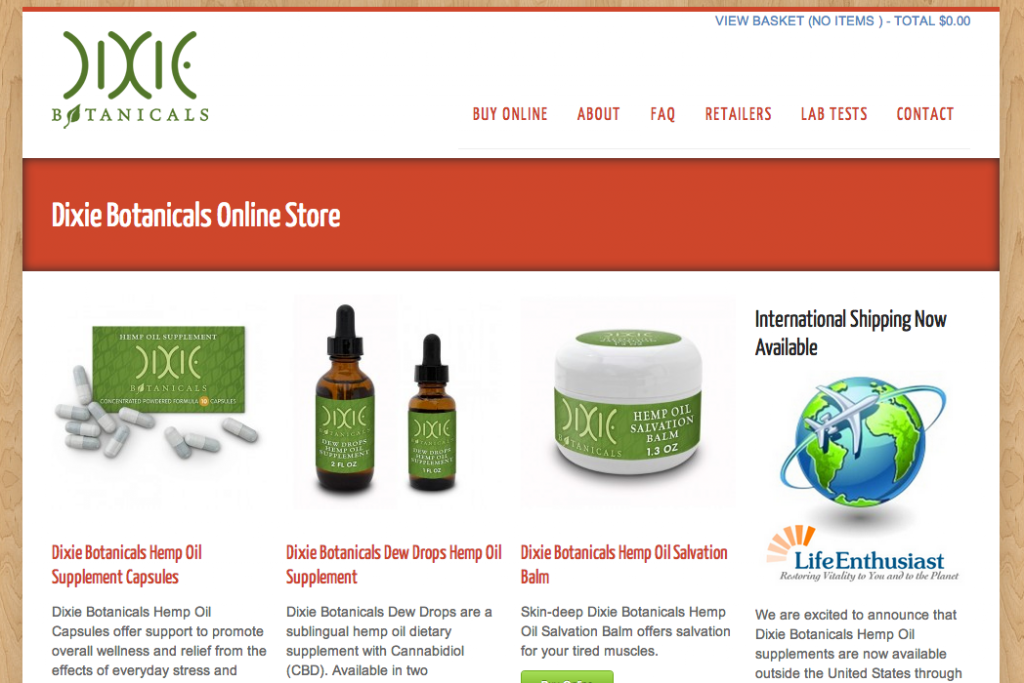 VIEW BASKET (NO ITEMS ) - TOTAL $0.00
DIXIE
BOTANICALS
BUY ONLINE ABOUT FAQ RETAILERS LAB TESTS CONTACT
Dixie Botanicals Online Store
HEMP OIL SUPPLEMENT
DIXIE
BOTANICALS
CONCENTRATED POWDERED FORMULA 10 CAPSULES
DIXIE
BOTANICALS
DEW DROPS
HEMP OIL
SUPPLEMENT
2 FL OZ
DIXIE
BOTANICALS
DEW DROPS
HEMP OIL
SUPPLEMENT
1 FL OZ
DIXIE
BOTANICALS
HEMP OIL
SALVATION
BALM
1.3 OZ
International Shipping Now
Available
LifeEnthusiast
Restoring Vitality to You and to the Planet
Dixie Botanicals Hemp Oil
Supplement Capsules
Dixie Botanicals Hemp Oil
Capsules offer support to promote
overall wellness and relief from the
effects of everyday stress and
Dixie Botanicals Dew Drops Hemp Oil
Supplement
Dixie Botanicals Dew Drops are a
sublingual hemp oil dietary
supplement with Cannabidiol
(CBD). Available in two
Dixie Botanicals Hemp Oil Salvation
Balm
Skin-deep Dixie Botanicals Hemp
Oil Salvation Balm offers salvation
for your tired muscles.
We are excited to announce that
Dixie Botanicals Hemp Oil
supplements are now available
outside the United States through